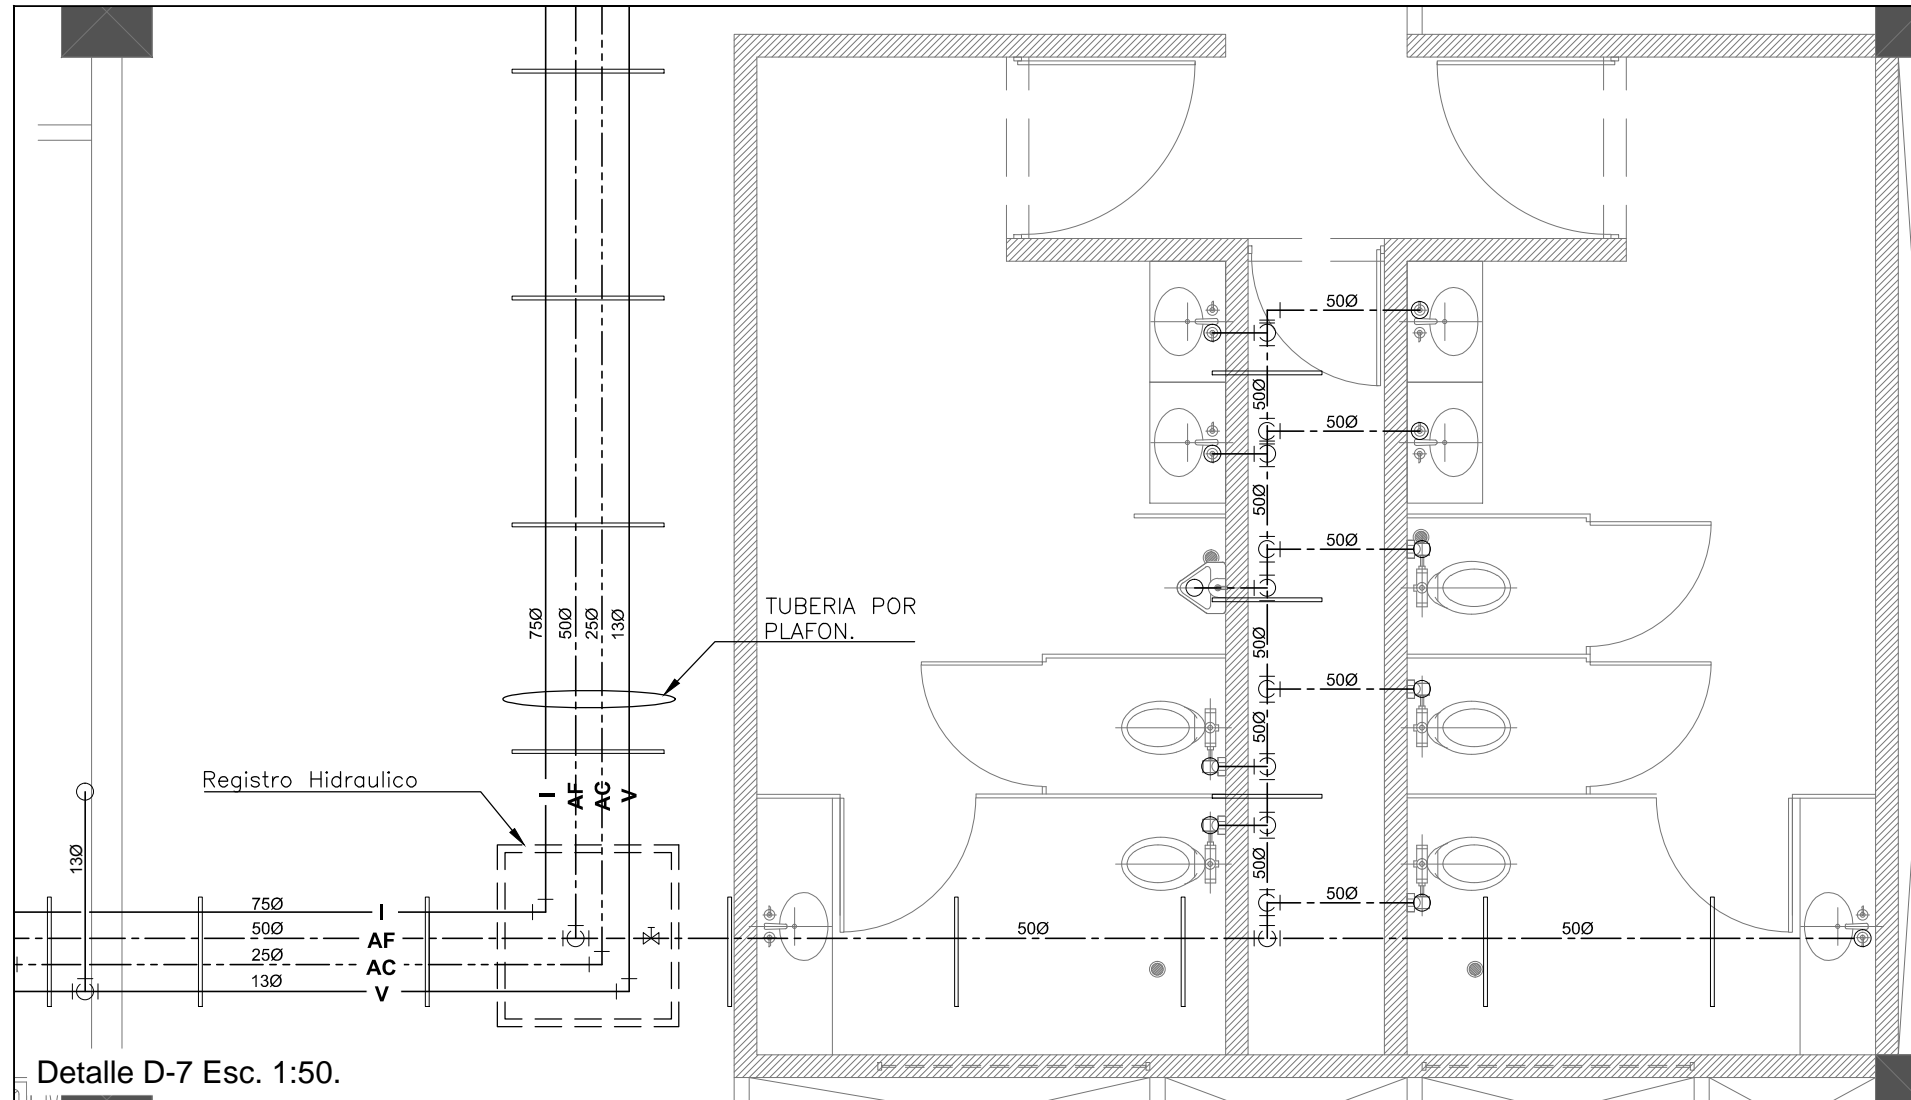 50Ø
50Ø
50Ø
50Ø
50Ø
50Ø
TUBERIA POR
PLAFON.
75Ø
50Ø
25Ø
13Ø
50Ø
50Ø
50Ø
Registro Hidraulico
I
AF
AC
V
13Ø
50Ø
50Ø
75Ø
I
50Ø
AF
50Ø
50Ø
25Ø
AC
13Ø
V
Detalle D-7 Esc. 1:50.